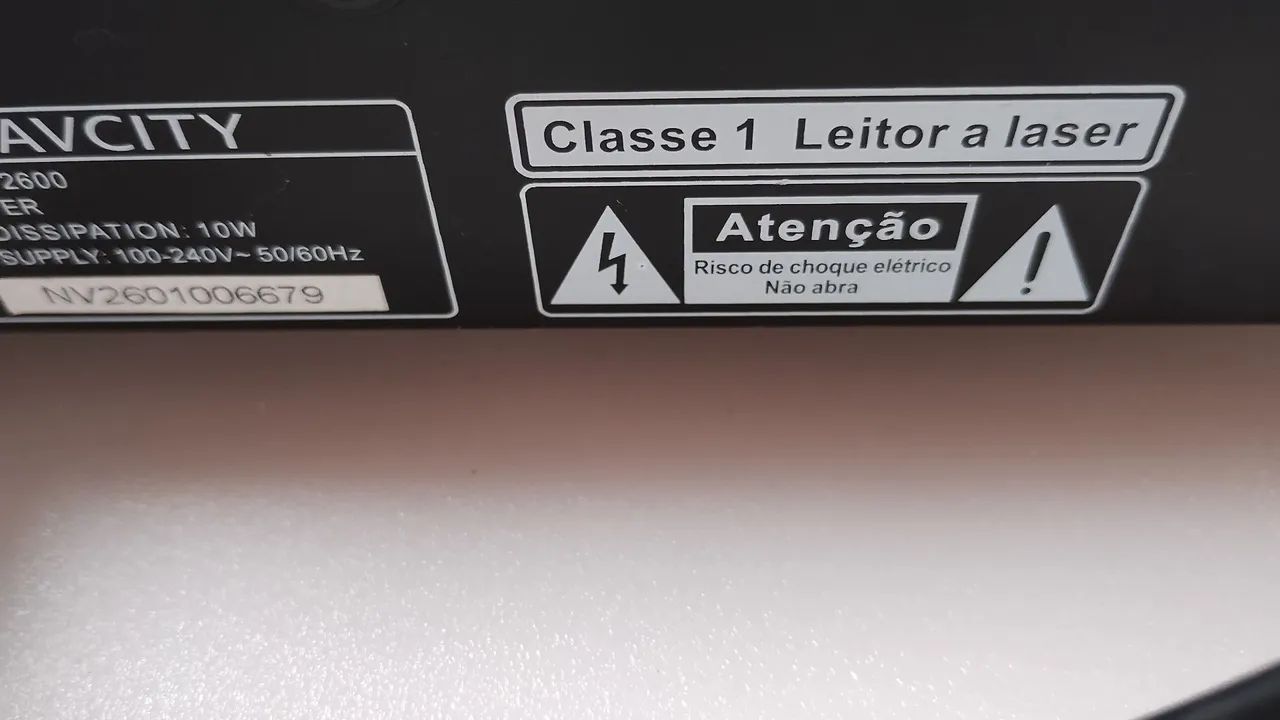 AVCITY
2600
ER
DISSIPATION: 10W
SUPPLY: 100-240V~ 50/60Hz
NV2601006679
Classe 1 Leitor a laser
Atenção
Risco de choque elétrico
Não abra